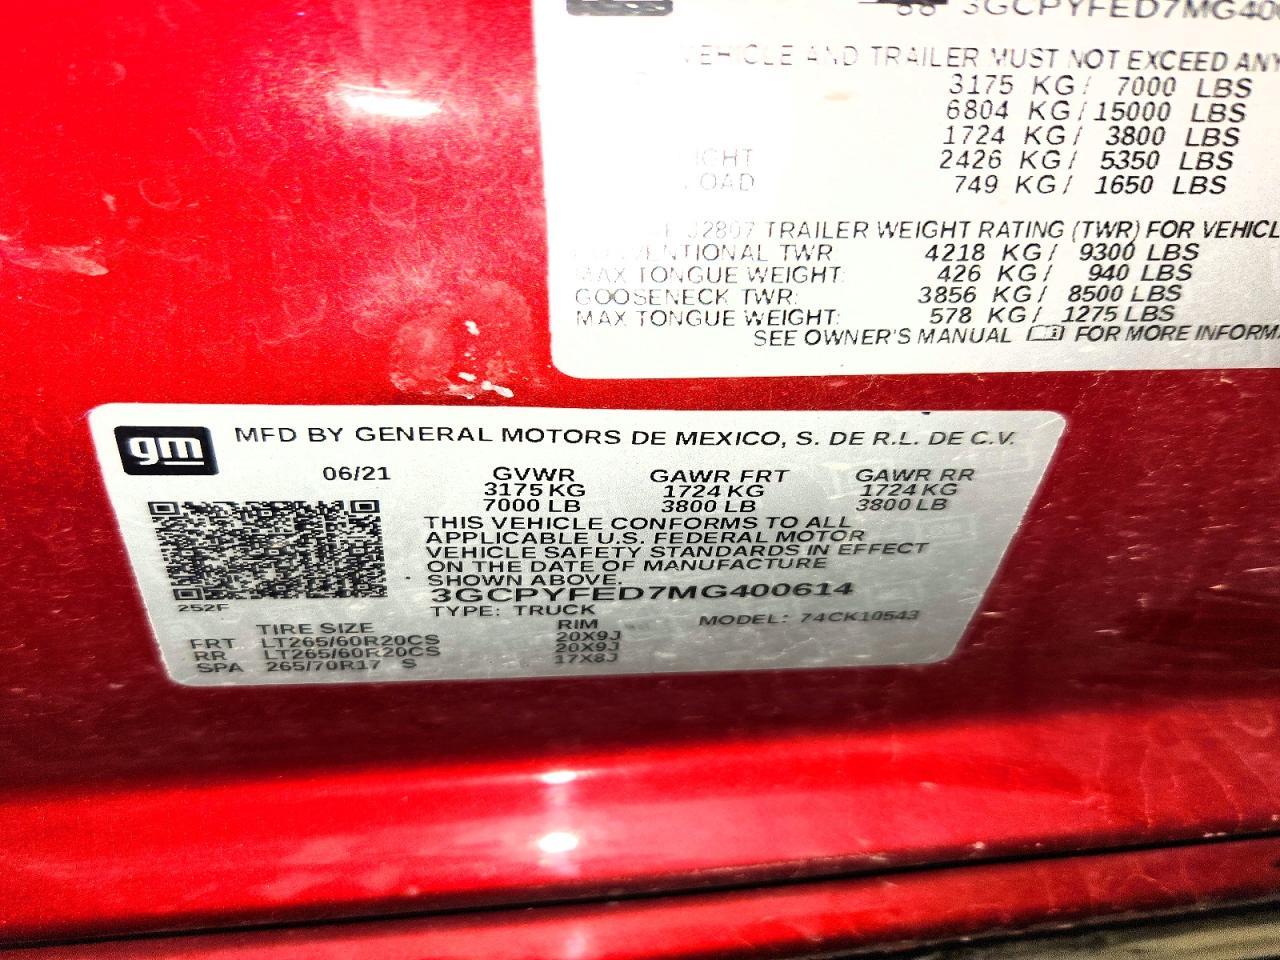 3GCPYFED7MG400
VEHICLE AND TRAILER MUST NOT EXCEED ANY
3175 KG/ 7000 LBS
6804 KG/15000 LBS
1724 KG/ 3800 LBS
2426 KG/ 5350 LBS
749 KG/ 1650 LBS
J2807 TRAILER WEIGHT RATING (TWR) FOR VEHICL
CONVENTIONAL TWR 4218 KG/ 9300 LBS
MAX TONGUE WEIGHT: 426 KG/ 940 LBS
GOOSENECK TWR: 3856 KG/ 8500 LBS
MAX TONGUE WEIGHT: 578 KG/ 1275 LBS
SEE OWNER'S MANUAL FOR MORE INFORMA
gm
MFD BY GENERAL MOTORS DE MEXICO, S. DE R.L. DE C.V.
06/21 GVWR GAWR FRT GAWR RR
3175 KG 1724 KG 1724 KG
7000 LB 3800 LB 3800 LB
THIS VEHICLE CONFORMS TO ALL
APPLICABLE U.S. FEDERAL MOTOR
VEHICLE SAFETY STANDARDS IN EFFECT
ON THE DATE OF MANUFACTURE
SHOWN ABOVE.
3GCPYFED7MG400614
252F
TYPE: TRUCK MODEL: 74CK10543
TIRE SIZE RIM
FRT LT265/60R20CS 20X9J
RR LT265/60R20CS 20X9J
SPA 265/70R17 S 17X8J